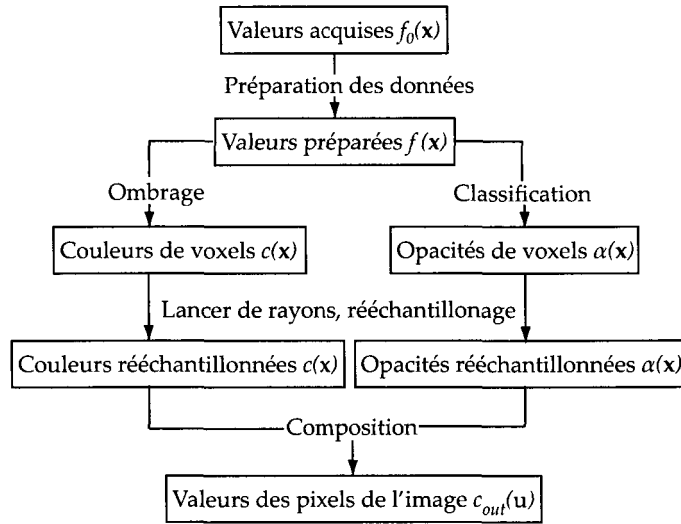 Valeurs acquises f₀(x)
Préparation des données
Valeurs préparées f(x)
Ombrage
Classification
Couleurs de voxels c(x)
Opacités de voxels α(x)
Lancer de rayons, rééchantillonage
Couleurs rééchantillonnées c(x)
Opacités rééchantillonnées α(x)
Composition
Valeurs des pixels de l'image c_out(u)